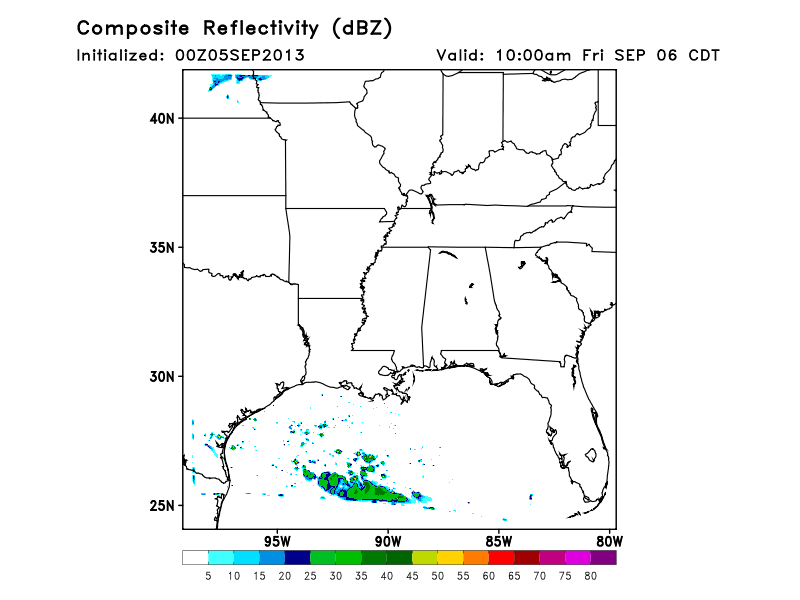 Composite Reflectivity (dBZ)
Initialized: 00Z05SEP2013 Valid: 10:00am Fri SEP 06 CDT
40N
35N
30N
25N
95W 90W 85W 80W
5 10 15 20 25 30 35 40 45 50 55 60 65 70 75 80